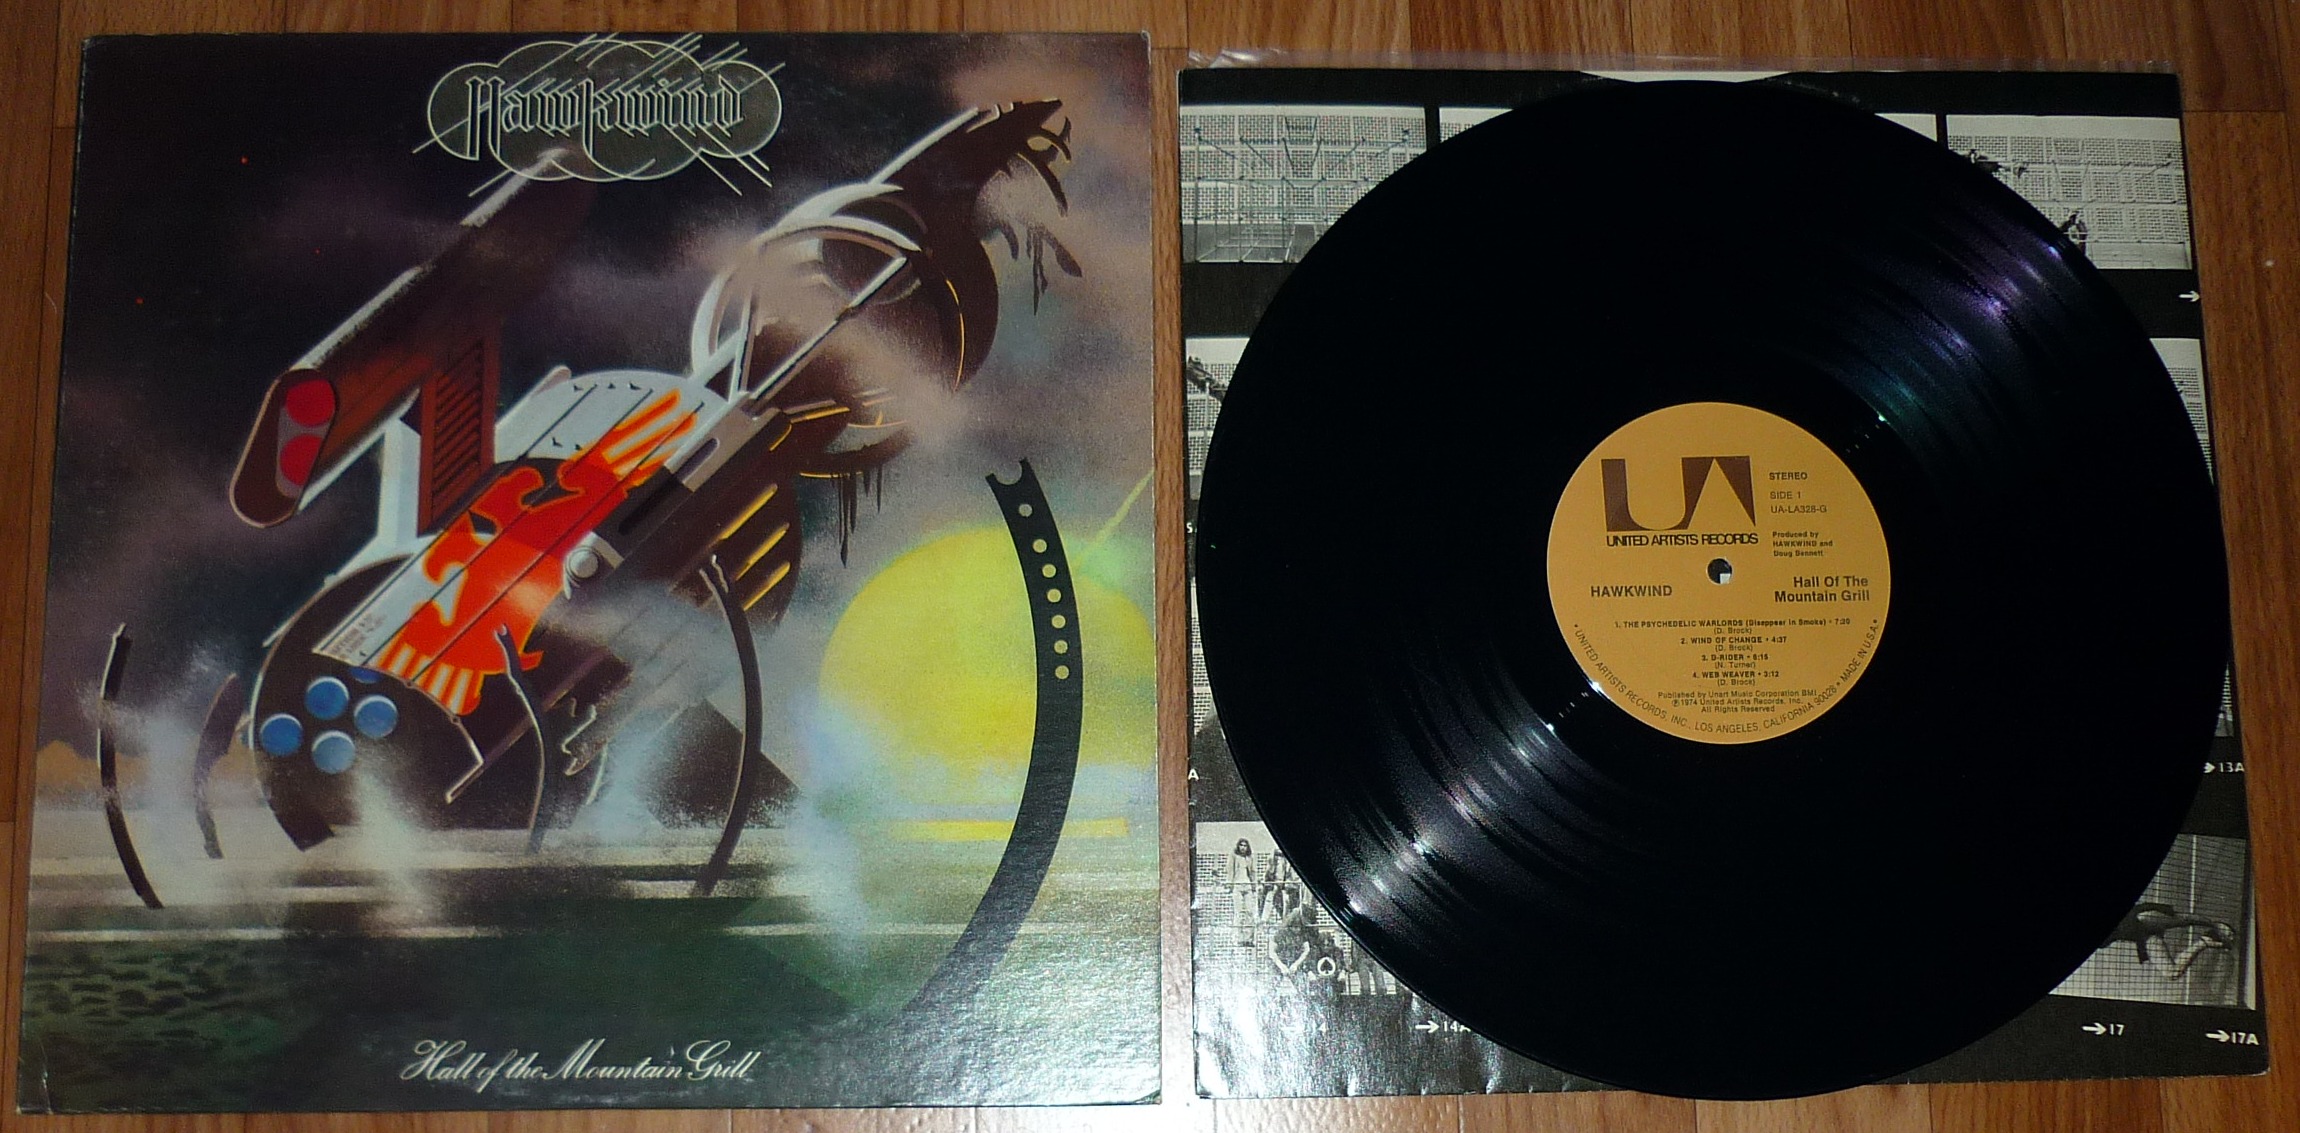 Hawkwind
Hall of the Mountain Grill
UA
UNITED ARTISTS RECORDS
STEREO
SIDE 1
UA-LA328-G
Produced by
HAWKWIND and
Doug Bennett
HAWKWIND
Hall Of The
Mountain Grill
1. THE PSYCHEDELIC WARLORDS (Disappear in Smoke) • 7:30
(D. Brock)
2. WIND OF CHANGE • 4:37
(D. Brock)
3. D-RIDER • 6:15
(N. Turner)
4. WEB WEAVER • 3:12
(D. Brock)
Published by Unart Music Corporation BMI
℗ 1974 United Artists Records, Inc.
All Rights Reserved
• UNITED ARTISTS RECORDS, INC., LOS ANGELES, CALIFORNIA 90028 • MADE IN U.S.A. •
→13A
A
14
→14A
→17
→17A